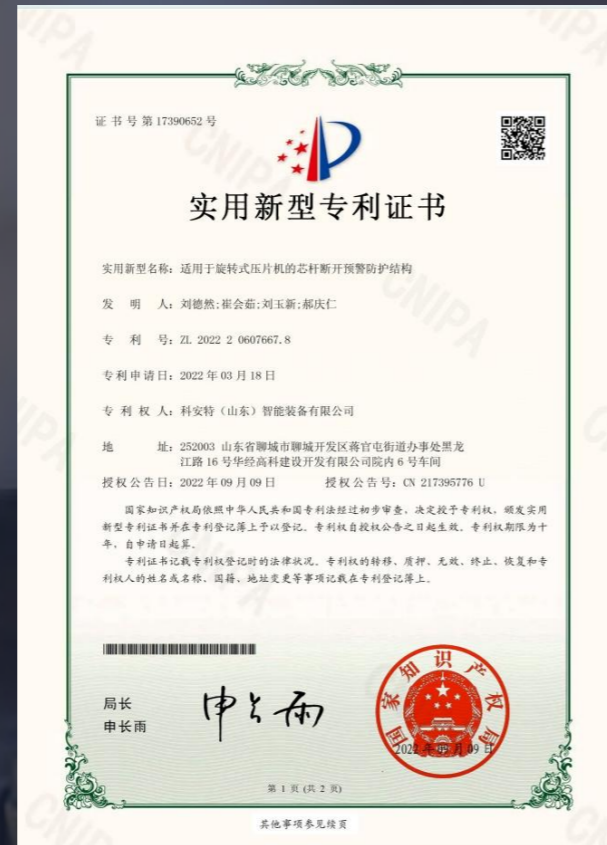 证书号第17390652号
实用新型专利证书
实用新型名称：适用于旋转式压片机的芯杆断开预警防护结构
发明人：刘德然;崔会茹;刘玉新;郝庆仁
专利号：ZL 2022 2 0607667.8
专利申请日：2022年03月18日
专利权人：科安特（山东）智能装备有限公司
地址：252003 山东省聊城市聊城开发区蒋官屯街道办事处黑龙
江路16号华经高科建设开发有限公司院内6号车间
授权公告日：2022年09月09日 授权公告号：CN 217395776 U
国家知识产权局依照中华人民共和国专利法经过初步审查，决定授予专利权，颁发实用
新型专利证书并在专利登记簿上予以登记。专利权自授权公告之日起生效。专利权期限为十
年，自申请日起算。
专利证书记载专利权登记时的法律状况。专利权的转移、质押、无效、终止、恢复和专
利权人的姓名或名称、国籍、地址变更等事项记载在专利登记簿上。
局长
申长雨
申长雨
国家知识产权局
2022年09月09日
第 1 页 (共 2 页)
其他事项参见续页
CNIPA